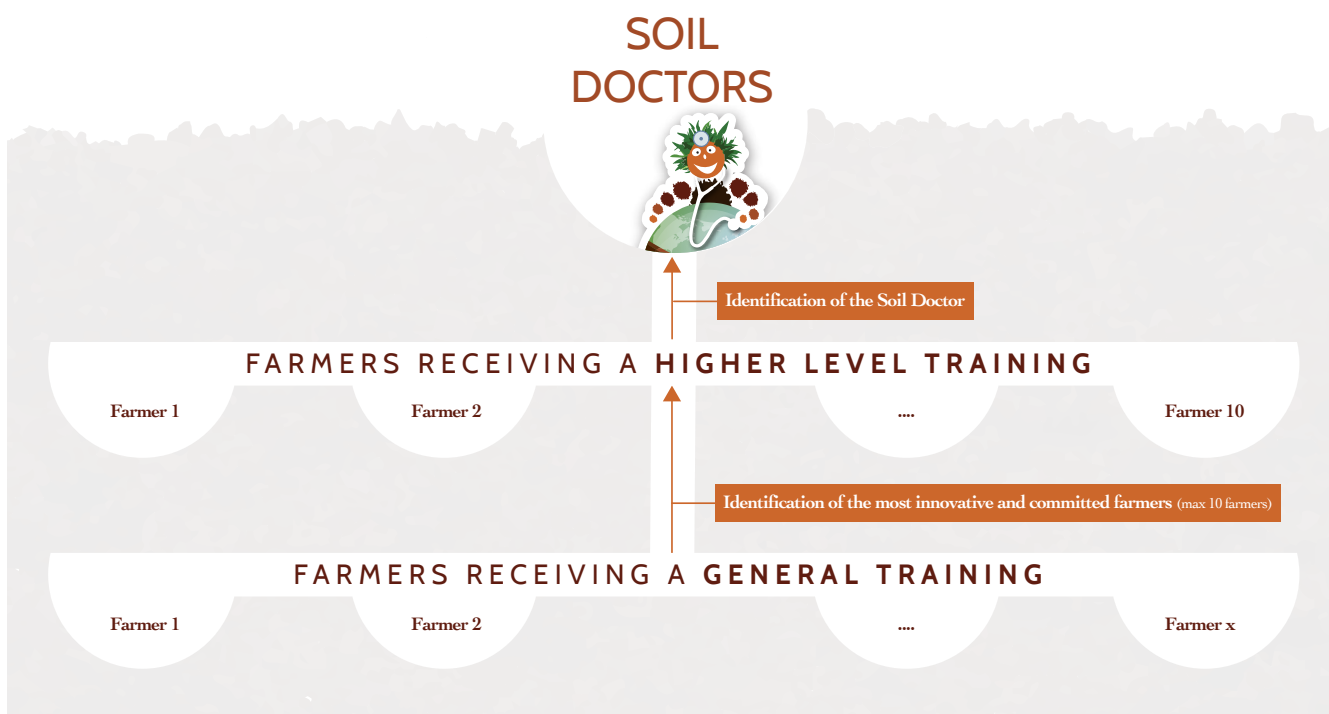 SOIL
DOCTORS
Identification of the Soil Doctor
FARMERS RECEIVING A HIGHER LEVEL TRAINING
Farmer 1
Farmer 2
....
Farmer 10
Identification of the most innovative and committed farmers (max 10 farmers)
FARMERS RECEIVING A GENERAL TRAINING
Farmer 1
Farmer 2
....
Farmer x